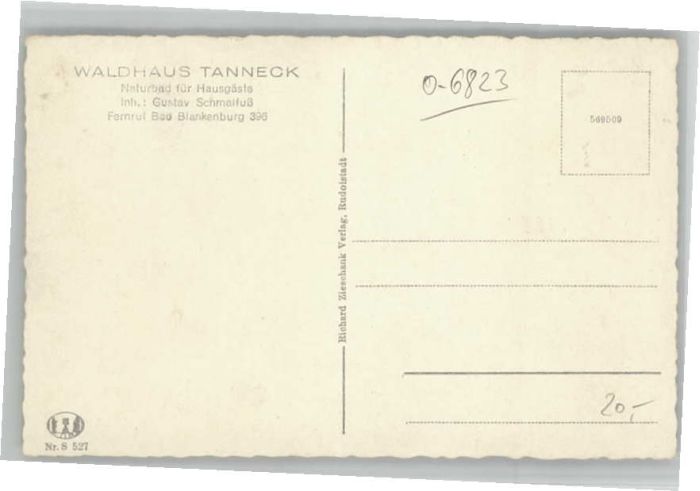 WALDHAUS TANNECK
Naturbad für Hausgäste
Inh.: Gustav Schmalfuß
Fernruf Bad Blankenburg 396
Richard Zieschank Verlag, Rudolstadt
0-6823
569509
20,-
Nr. S 527